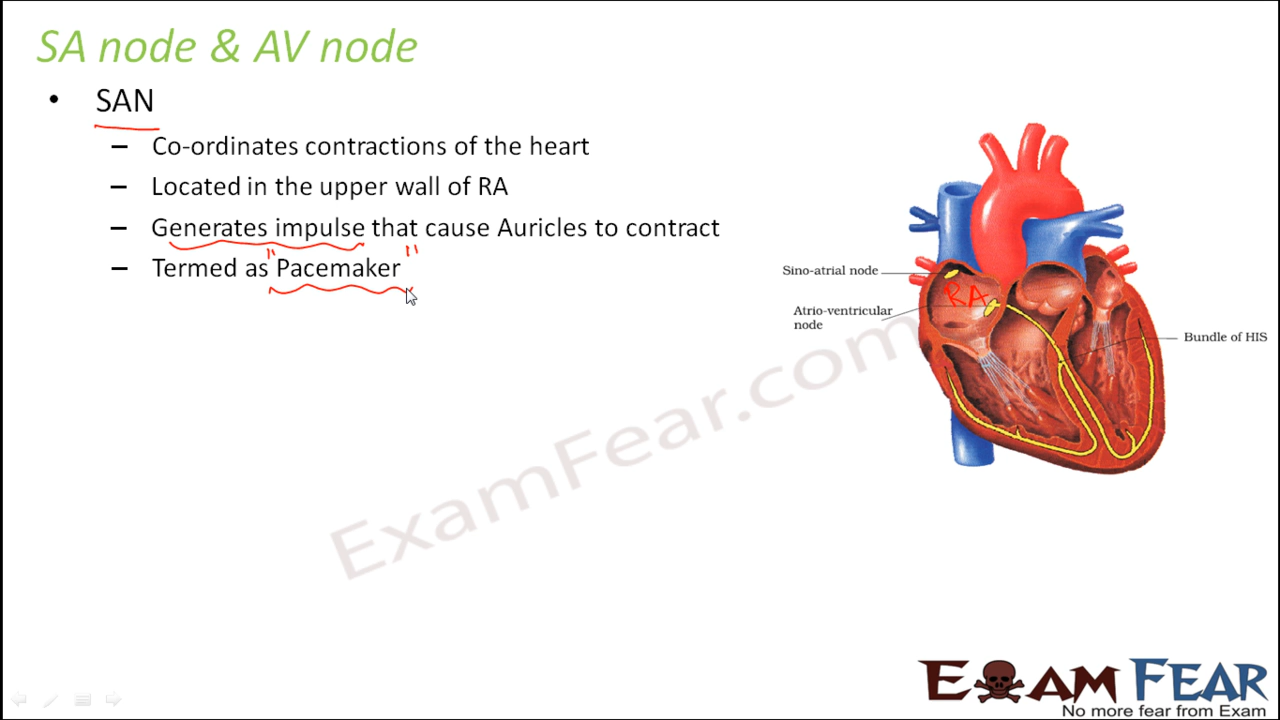 SA node & AV node
• SAN
– Co-ordinates contractions of the heart
– Located in the upper wall of RA
– Generates impulse that cause Auricles to contract
– Termed as "Pacemaker"
Sino-atrial node
RA
Atrio-ventricular
node
Bundle of HIS
ExamFear.com
EXAM FEAR
No more fear from Exam